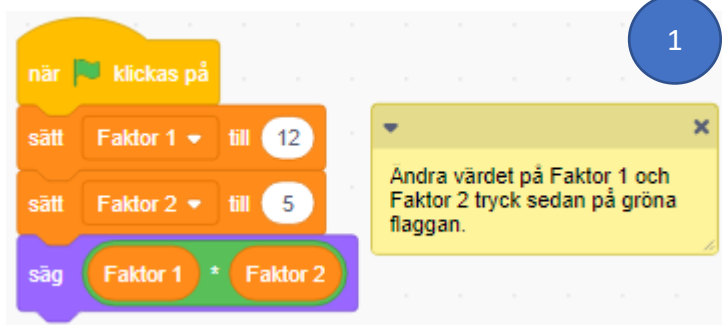 1
när klickas på
sätt Faktor 1 till 12
sätt Faktor 2 till 5
säg Faktor 1 * Faktor 2
Ändra värdet på Faktor 1 och
Faktor 2 tryck sedan på gröna
flaggan.